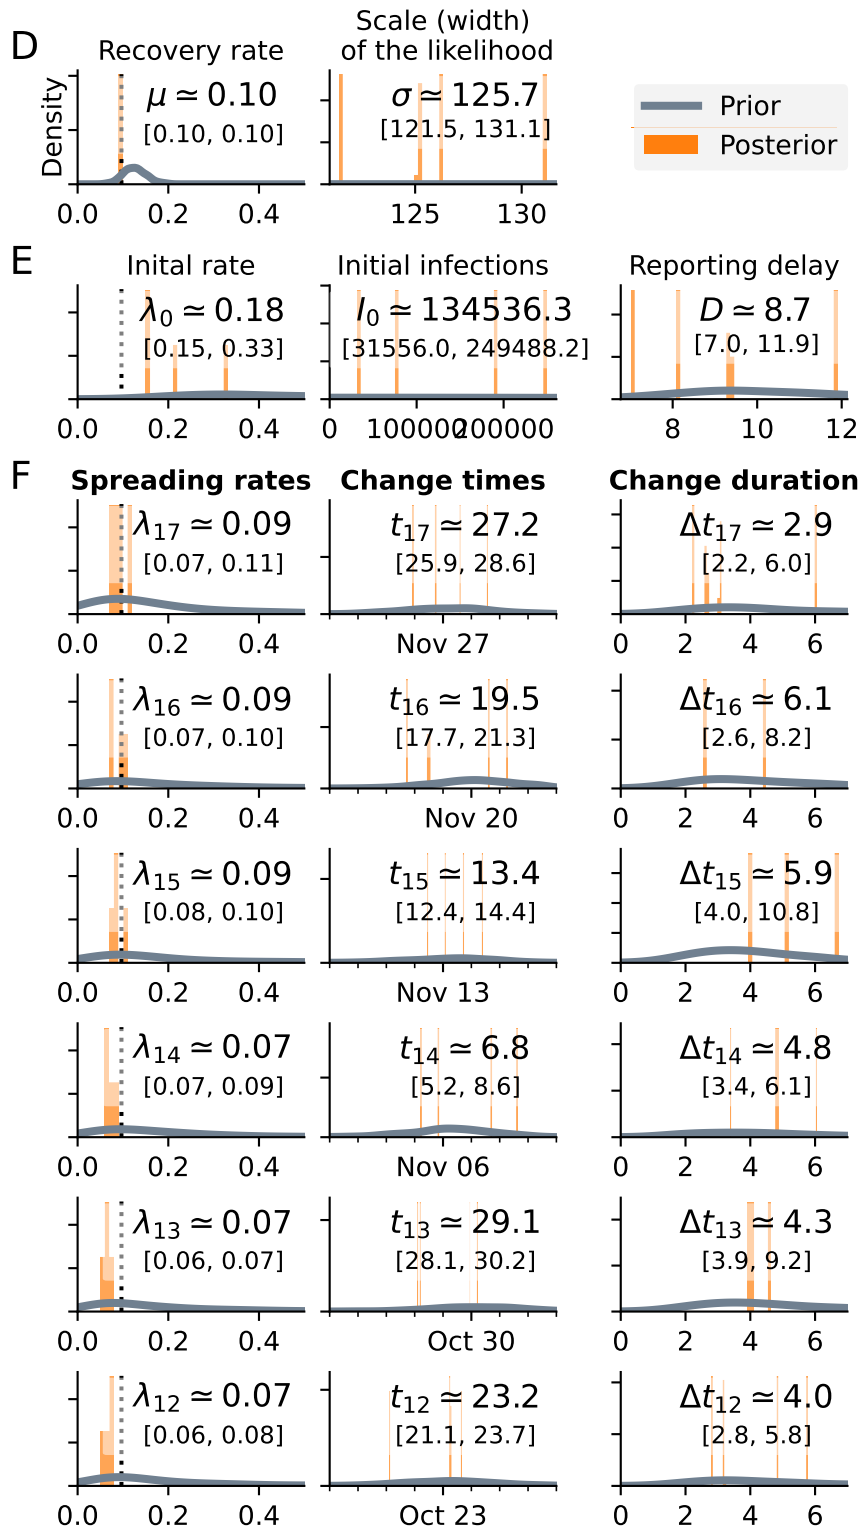 D
Recovery rate
Scale (width)
of the likelihood
Density
μ ≃ 0.10
[0.10, 0.10]
σ ≃ 125.7
[121.5, 131.1]
Prior
Posterior
0.0 0.2 0.4
125 130
E
Inital rate
Initial infections
Reporting delay
λ0 ≃ 0.18
[0.15, 0.33]
I0 ≃ 134536.3
[31556.0, 249488.2]
D ≃ 8.7
[7.0, 11.9]
0.0 0.2 0.4
0 100000 200000
8 10 12
F
Spreading rates
Change times
Change duration
λ17 ≃ 0.09
[0.07, 0.11]
t17 ≃ 27.2
[25.9, 28.6]
Δt17 ≃ 2.9
[2.2, 6.0]
0.0 0.2 0.4
Nov 27
0 2 4 6
λ16 ≃ 0.09
[0.07, 0.10]
t16 ≃ 19.5
[17.7, 21.3]
Δt16 ≃ 6.1
[2.6, 8.2]
0.0 0.2 0.4
Nov 20
0 2 4 6
λ15 ≃ 0.09
[0.08, 0.10]
t15 ≃ 13.4
[12.4, 14.4]
Δt15 ≃ 5.9
[4.0, 10.8]
0.0 0.2 0.4
Nov 13
0 2 4 6
λ14 ≃ 0.07
[0.07, 0.09]
t14 ≃ 6.8
[5.2, 8.6]
Δt14 ≃ 4.8
[3.4, 6.1]
0.0 0.2 0.4
Nov 06
0 2 4 6
λ13 ≃ 0.07
[0.06, 0.07]
t13 ≃ 29.1
[28.1, 30.2]
Δt13 ≃ 4.3
[3.9, 9.2]
0.0 0.2 0.4
Oct 30
0 2 4 6
λ12 ≃ 0.07
[0.06, 0.08]
t12 ≃ 23.2
[21.1, 23.7]
Δt12 ≃ 4.0
[2.8, 5.8]
0.0 0.2 0.4
Oct 23
0 2 4 6